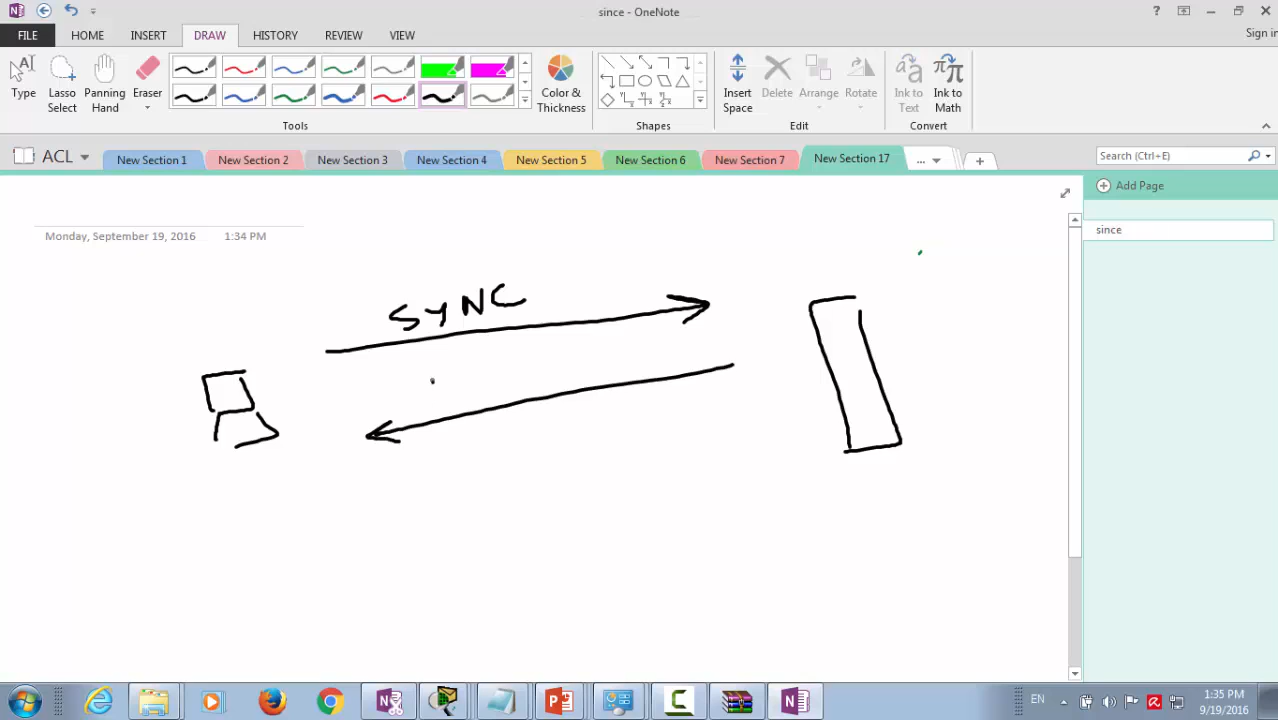 since - OneNote
? 
Sign in
FILE HOME INSERT DRAW HISTORY REVIEW VIEW
Type
Lasso
Select
Panning
Hand
Eraser
Color &
Thickness
Insert
Space
Delete
Arrange
Rotate
Ink to
Text
Ink to
Math
Tools
Shapes
Edit
Convert
ACL
New Section 1
New Section 2
New Section 3
New Section 4
New Section 5
New Section 6
New Section 7
New Section 17
...
Search (Ctrl+E)
Add Page
since
Monday, September 19, 2016 1:34 PM
SYNC
EN
1:35 PM
9/19/2016